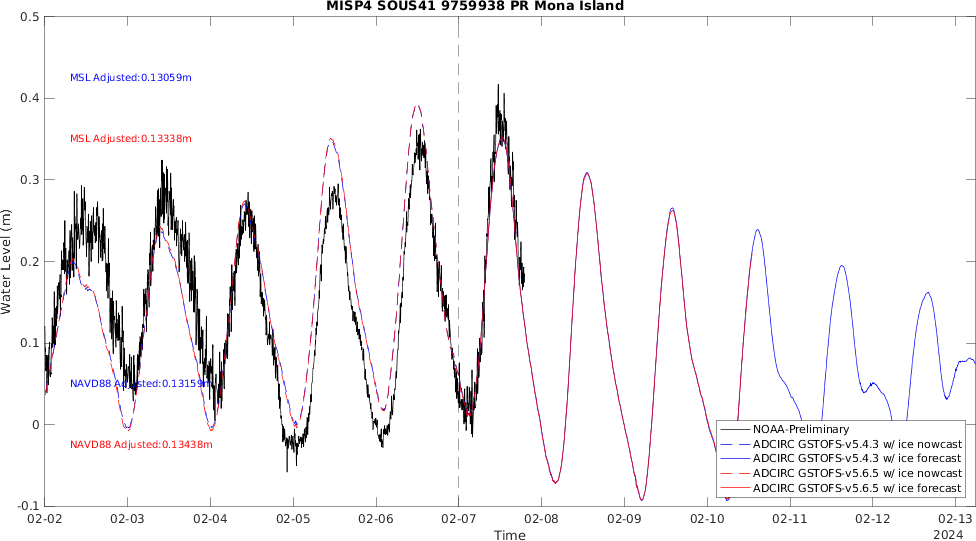 MISP4 SOUS41 9759938 PR Mona Island
0.5
0.4
0.3
0.2
0.1
0
-0.1
Water Level (m)
MSL Adjusted:0.13059m
MSL Adjusted:0.13338m
NAVD88 Adjusted:0.13159m
NAVD88 Adjusted:0.13438m
NOAA-Preliminary
ADCIRC GSTOFS-v5.4.3 w/ ice nowcast
ADCIRC GSTOFS-v5.4.3 w/ ice forecast
ADCIRC GSTOFS-v5.6.5 w/ ice nowcast
ADCIRC GSTOFS-v5.6.5 w/ ice forecast
02-02 02-03 02-04 02-05 02-06 02-07 02-08 02-09 02-10 02-11 02-12 02-13
2024
Time